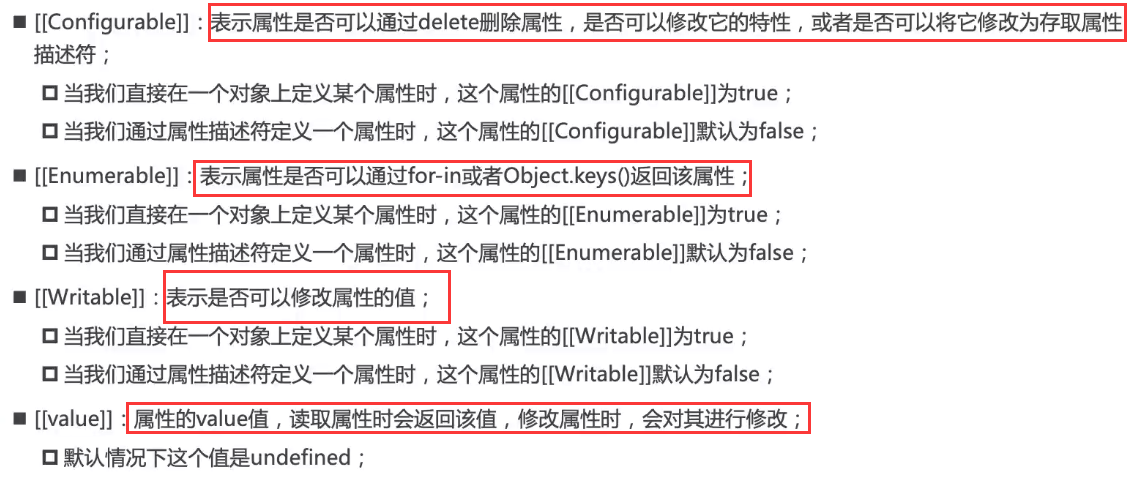 ■ [[Configurable]]:表示属性是否可以通过delete删除属性，是否可以修改它的特性，或者是否可以将它修改为存取属性
描述符；
当我们直接在一个对象上定义某个属性时，这个属性的[[Configurable]]为true；
当我们通过属性描述符定义一个属性时，这个属性的[[Configurable]]默认为false；
■ [[Enumerable]]:表示属性是否可以通过for-in或者Object.keys()返回该属性；
当我们直接在一个对象上定义某个属性时，这个属性的[[Enumerable]]为true；
当我们通过属性描述符定义一个属性时，这个属性的[[Enumerable]]默认为false；
■ [[Writable]]:表示是否可以修改属性的值；
当我们直接在一个对象上定义某个属性时，这个属性的[[Writable]]为true；
当我们通过属性描述符定义一个属性时，这个属性的[[Writable]]默认为false；
■ [[value]]:属性的value值，读取属性时会返回该值，修改属性时，会对其进行修改；
默认情况下这个值是undefined；